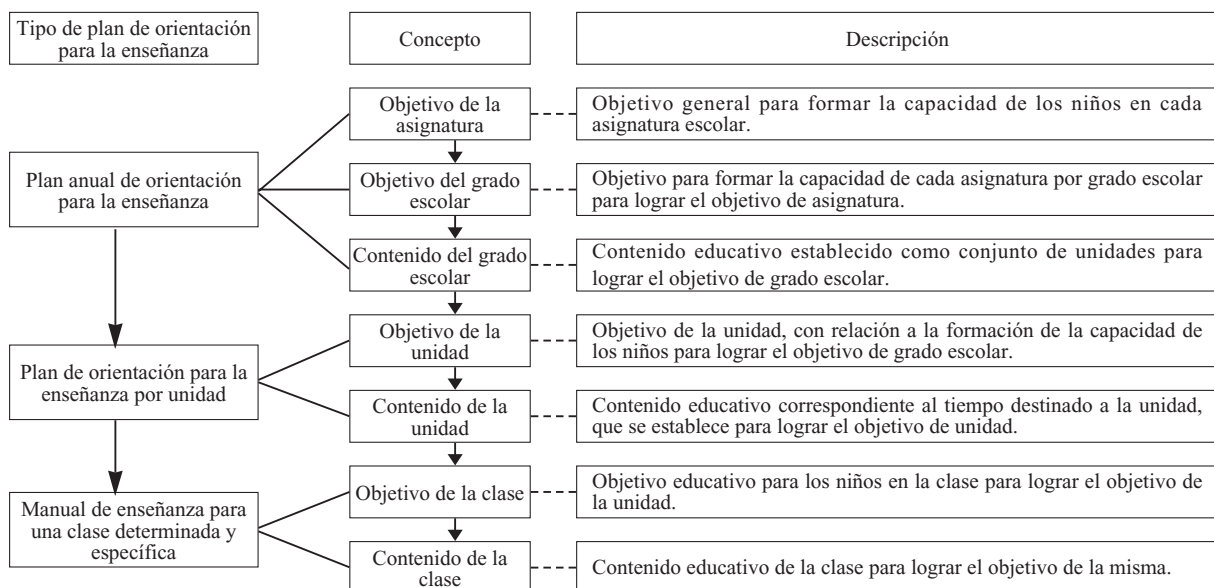 Tipo de plan de orientación
para la enseñanza
Concepto
Descripción
Objetivo de la
asignatura
Objetivo general para formar la capacidad de los niños en cada
asignatura escolar.
Plan anual de orientación
para la enseñanza
Objetivo del grado
escolar
Objetivo para formar la capacidad de cada asignatura por grado escolar
para lograr el objetivo de asignatura.
Contenido del grado
escolar
Contenido educativo establecido como conjunto de unidades para
lograr el objetivo de grado escolar.
Objetivo de la
unidad
Objetivo de la unidad, con relación a la formación de la capacidad de
los niños para lograr el objetivo de grado escolar.
Plan de orientación para la
enseñanza por unidad
Contenido de la
unidad
Contenido educativo correspondiente al tiempo destinado a la unidad,
que se establece para lograr el objetivo de unidad.
Objetivo de la clase
Objetivo educativo para los niños en la clase para lograr el objetivo de
la unidad.
Manual de enseñanza para
una clase determinada y
específica
Contenido de la
clase
Contenido educativo de la clase para lograr el objetivo de la misma.